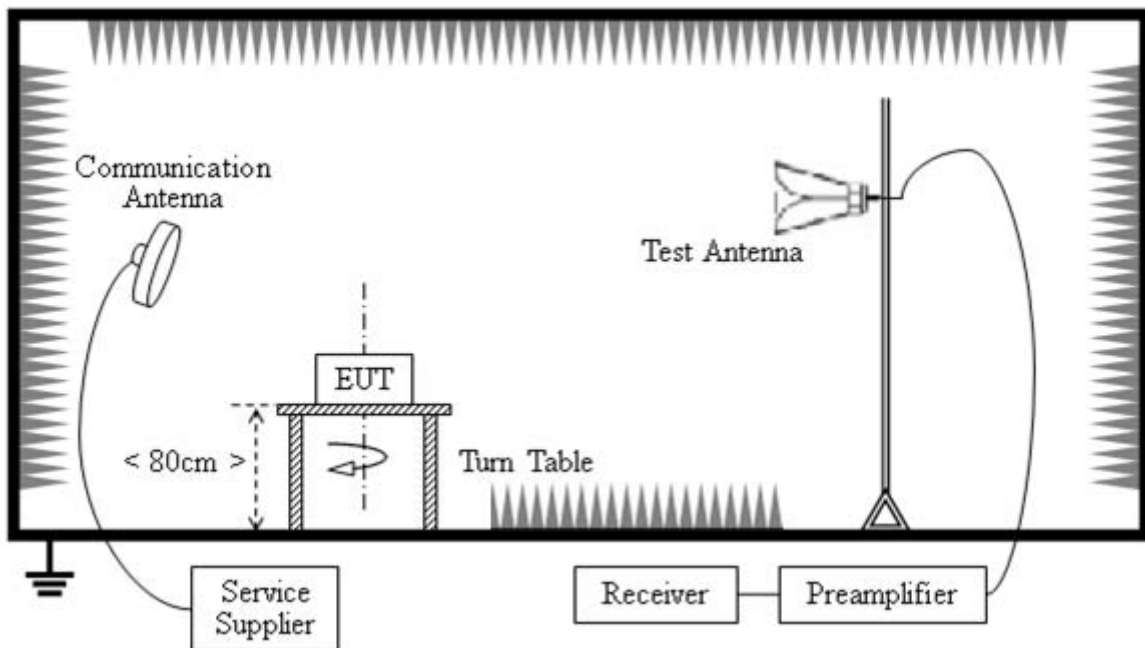 Communication
Antenna
Test Antenna
EUT
< 80cm >
Turn Table
Service
Supplier
Receiver
Preamplifier